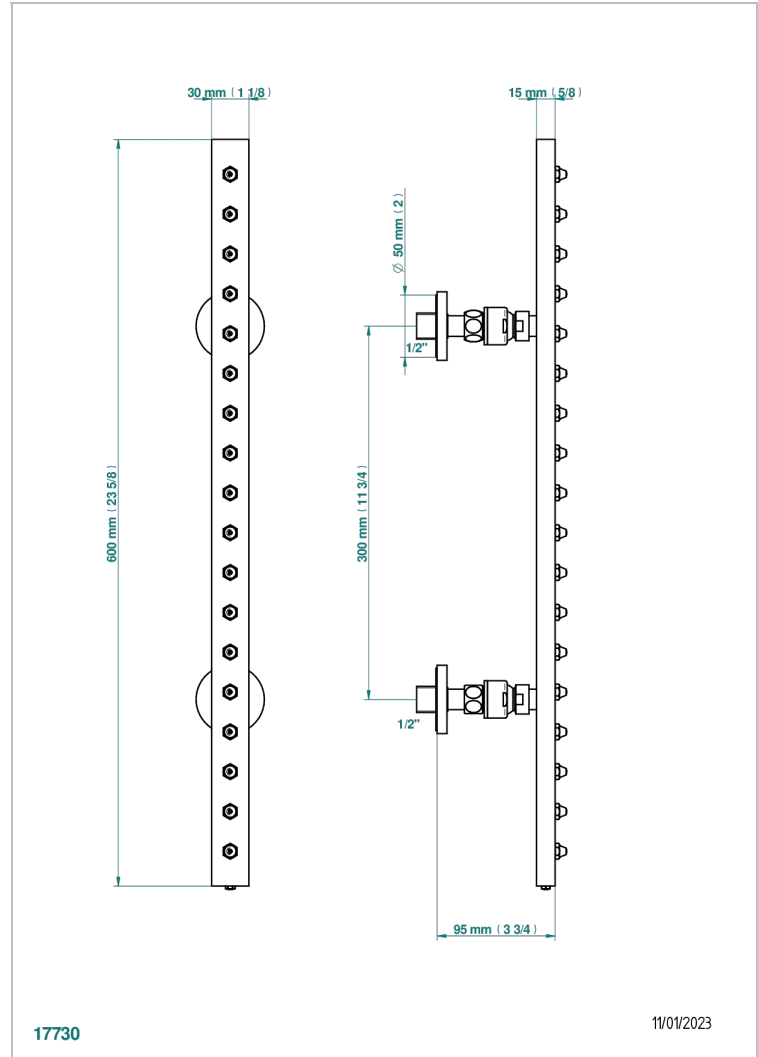 30 mm ( 1 1/8 )
15 mm ( 5/8 )
Ø 50 mm ( 2 )
1/2"
600 mm ( 23 5/8 )
300 mm ( 11 3/4 )
1/2"
95 mm ( 3 3/4 )
11/01/2023
17730